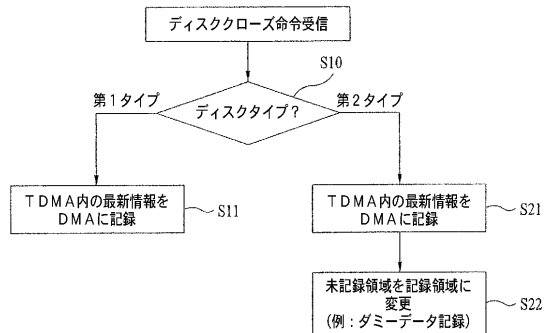 ディスククローズ命令受信
S10
第1タイプ
ディスクタイプ?
第2タイプ
TDMA内の最新情報を
DMAに記録
S11
TDMA内の最新情報を
DMAに記録
S21
未記録領域を記録領域に
変更
(例:ダミーデータ記録)
S22